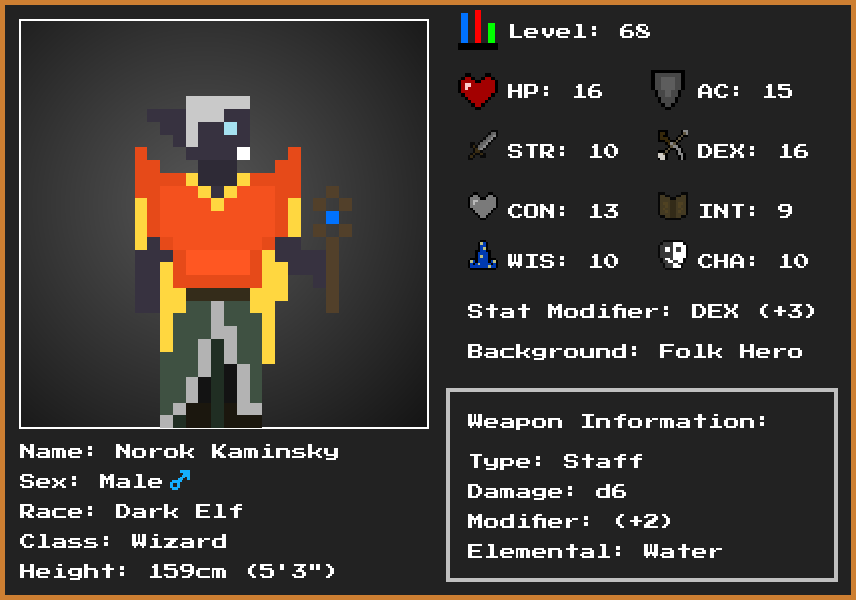 Level: 68
HP: 16
AC: 15
STR: 10
DEX: 16
CON: 13
INT: 9
WIS: 10
CHA: 10
Stat Modifier: DEX (+3)
Background: Folk Hero
Weapon Information:
Type: Staff
Damage: d6
Modifier: (+2)
Elemental: Water
Name: Norok Kaminsky
Sex: Male ♂
Race: Dark Elf
Class: Wizard
Height: 159cm (5'3")